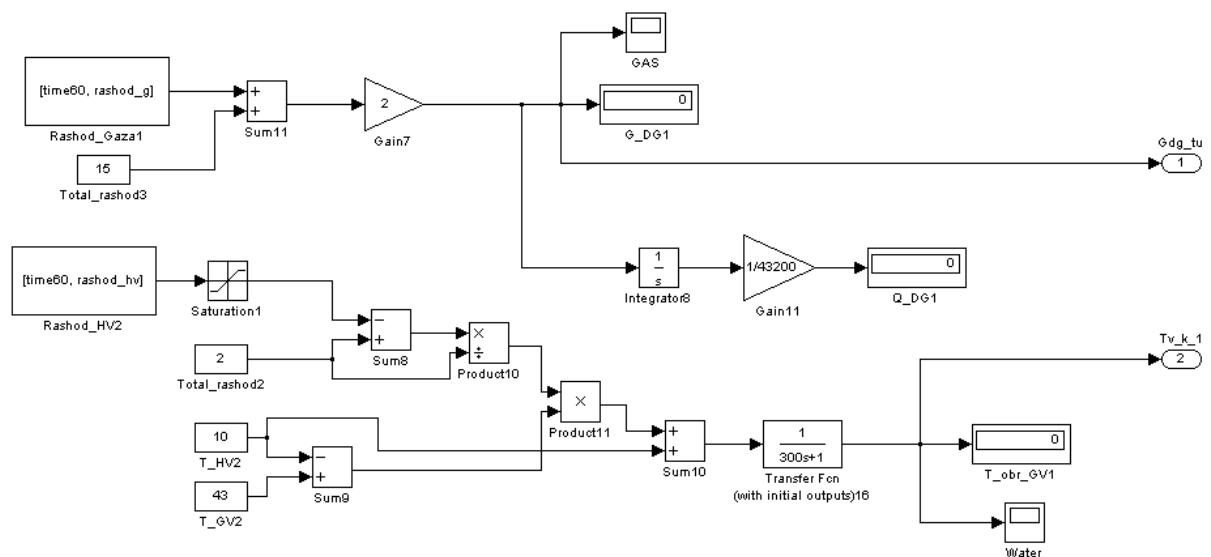 GAS
[time60, rashod_g]
Rashod_Gaza1
+
+
Sum11
2
Gain7
0
G_DG1
15
Total_rashod3
Gdg_tu
1
[time60, rashod_hv]
Rashod_HV2
Saturation1
1
s
Integrator8
1/43200
Gain11
0
Q_DG1
−
+
Sum8
2
Total_rashod2
×
÷
Product10
×
Product11
Tv_k_1
2
10
T_HV2
−
+
Sum9
43
T_GV2
+
+
Sum10
1
300s+1
Transfer Fcn
(with initial outputs)16
0
T_obr_GV1
Water